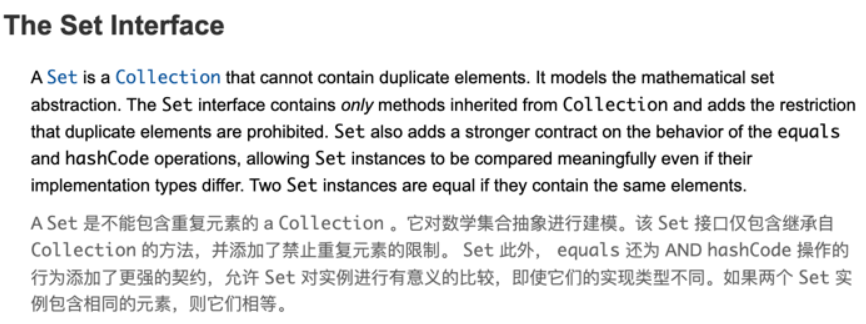 The Set Interface
A Set is a Collection that cannot contain duplicate elements. It models the mathematical set
abstraction. The Set interface contains only methods inherited from Collection and adds the restriction
that duplicate elements are prohibited. Set also adds a stronger contract on the behavior of the equals
and hashCode operations, allowing Set instances to be compared meaningfully even if their
implementation types differ. Two Set instances are equal if they contain the same elements.
A Set 是不能包含重复元素的 a Collection 。它对数学集合抽象进行建模。该 Set 接口仅包含继承自
Collection 的方法，并添加了禁止重复元素的限制。 Set 此外， equals 还为 AND hashCode 操作的
行为添加了更强的契约，允许 Set 对实例进行有意义的比较，即使它们的实现类型不同。如果两个 Set 实
例包含相同的元素，则它们相等。